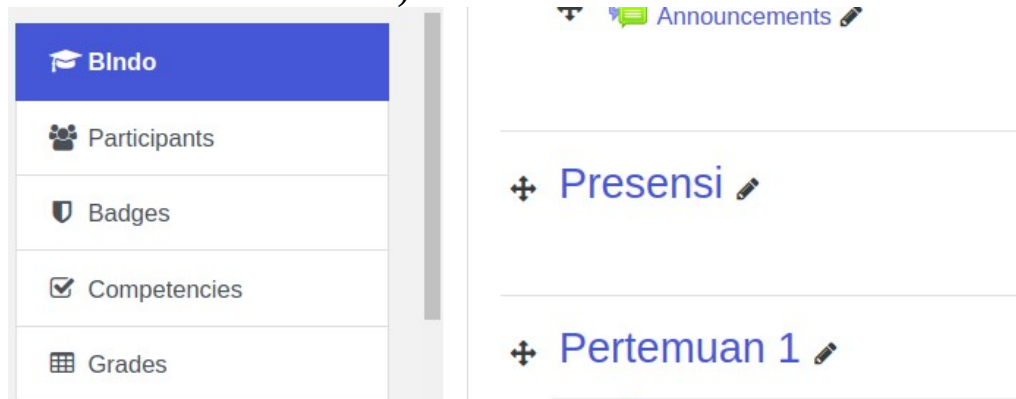 BIndo
Participants
Badges
Competencies
Grades
Announcements
Presensi
Pertemuan 1